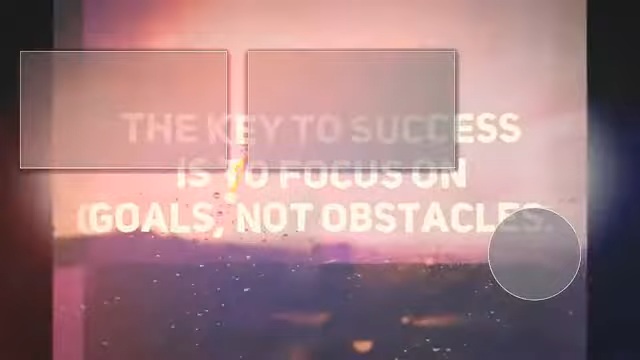 THE KEY TO SUCCESS
IS TO FOCUS ON
GOALS, NOT OBSTACLES.